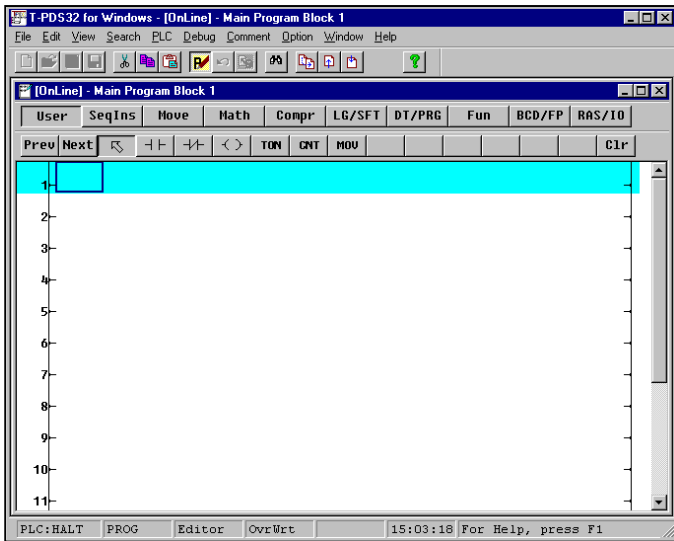 T-PDS32 for Windows - [OnLine] - Main Program Block 1
File Edit View Search PLC Debug Comment Option Window Help
[OnLine] - Main Program Block 1
User SeqIns Move Math Compr LG/SFT DT/PRG Fun BCD/FP RAS/IO
Prev Next TON CNT MOV Clr
1
2
3
4
5
6
7
8
9
10
11
PLC:HALT PROG Editor OvrWrt 15:03:18 For Help, press F1